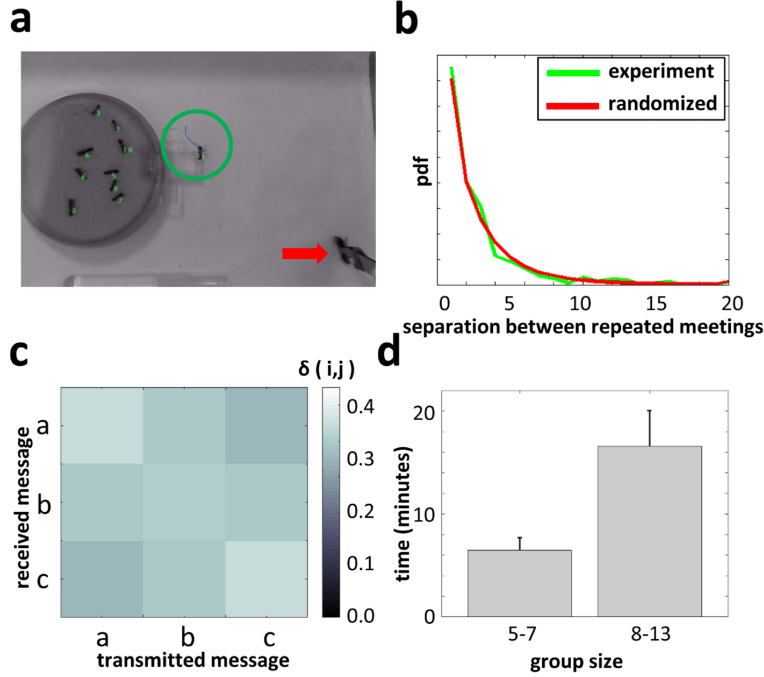 a
b
experiment
randomized
pdf
0
5
10
15
20
separation between repeated meetings
c
δ ( i,j )
received message
a
b
c
0.4
0.3
0.2
0.1
0.0
a
b
c
transmitted message
d
time (minutes)
20
10
0
5-7
8-13
group size